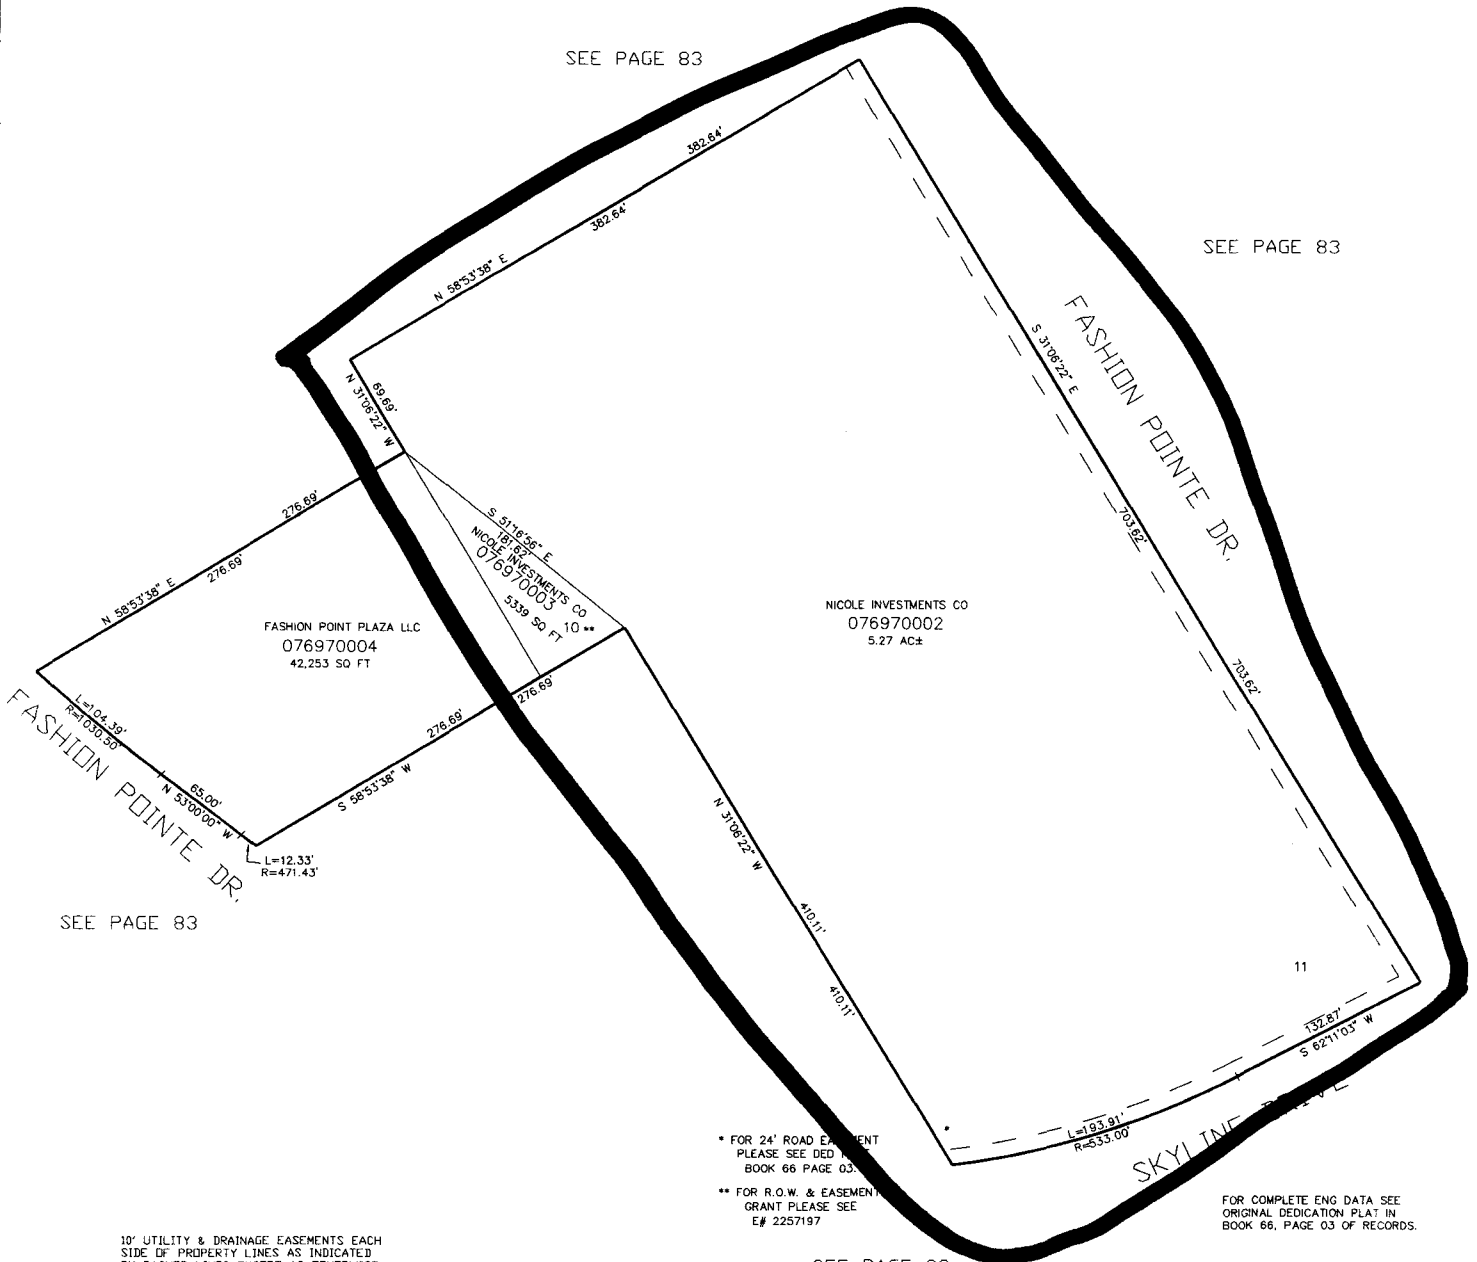 SEE PAGE 83
382.64'
382.64'
N 58°53'38" E
SEE PAGE 83
FASHION POINTE DR.
S 31°06'22" E
703.62'
703.62'
69.69'
N 31°06'22" W
276.69'
276.69'
N 58°53'38" E
S 51°16'56" E
181.62'
NICOLE INVESTMENTS CO
076970003
5339 SQ FT
10 **
NICOLE INVESTMENTS CO
076970002
5.27 AC±
FASHION POINT PLAZA LLC
076970004
42,253 SQ FT
276.69'
276.69'
S 58°53'38" W
L=104.39'
R=1030.50'
65.00'
N 53°00'00" W
L=12.33'
R=471.43'
FASHION POINTE DR.
SEE PAGE 83
N 31°06'22" W
410.11'
410.11'
11
132.87'
S 62°11'03" W
*
L=193.91'
R=533.00'
SKYLINE DRIVE
* FOR 24' ROAD EASEMENT
PLEASE SEE DED
BOOK 66 PAGE 03.
** FOR R.O.W. & EASEMENT
GRANT PLEASE SEE
E# 2257197
FOR COMPLETE ENG DATA SEE
ORIGINAL DEDICATION PLAT IN
BOOK 66, PAGE 03 OF RECORDS.
10' UTILITY & DRAINAGE EASEMENTS EACH
SIDE OF PROPERTY LINES AS INDICATED